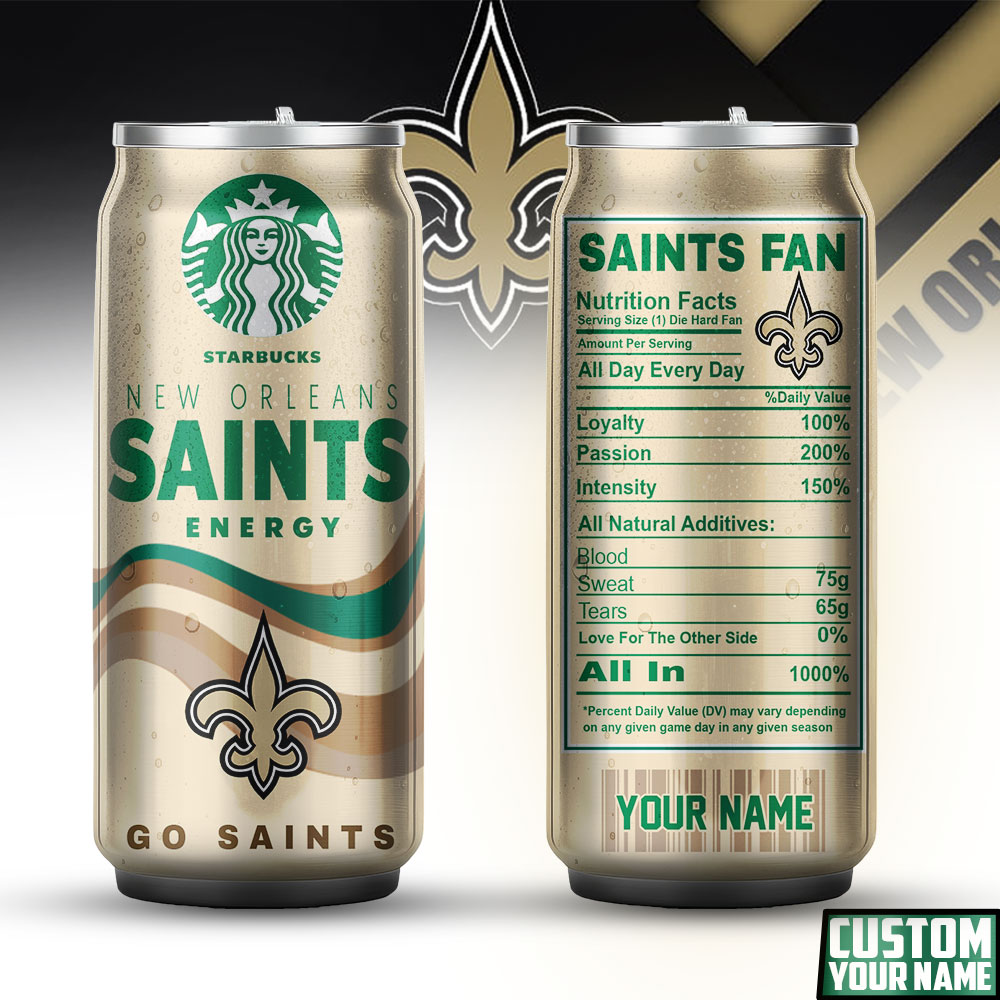 STARBUCKS
NEW ORLEANS
SAINTS
ENERGY
GO SAINTS
SAINTS FAN
Nutrition Facts
Serving Size (1) Die Hard Fan
Amount Per Serving
All Day Every Day
%Daily Value
Loyalty 100%
Passion 200%
Intensity 150%
All Natural Additives:
Blood
Sweat 75g
Tears 65g
Love For The Other Side 0%
All In 1000%
*Percent Daily Value (DV) may vary depending
on any given game day in any given season
YOUR NAME
CUSTOM
YOUR NAME